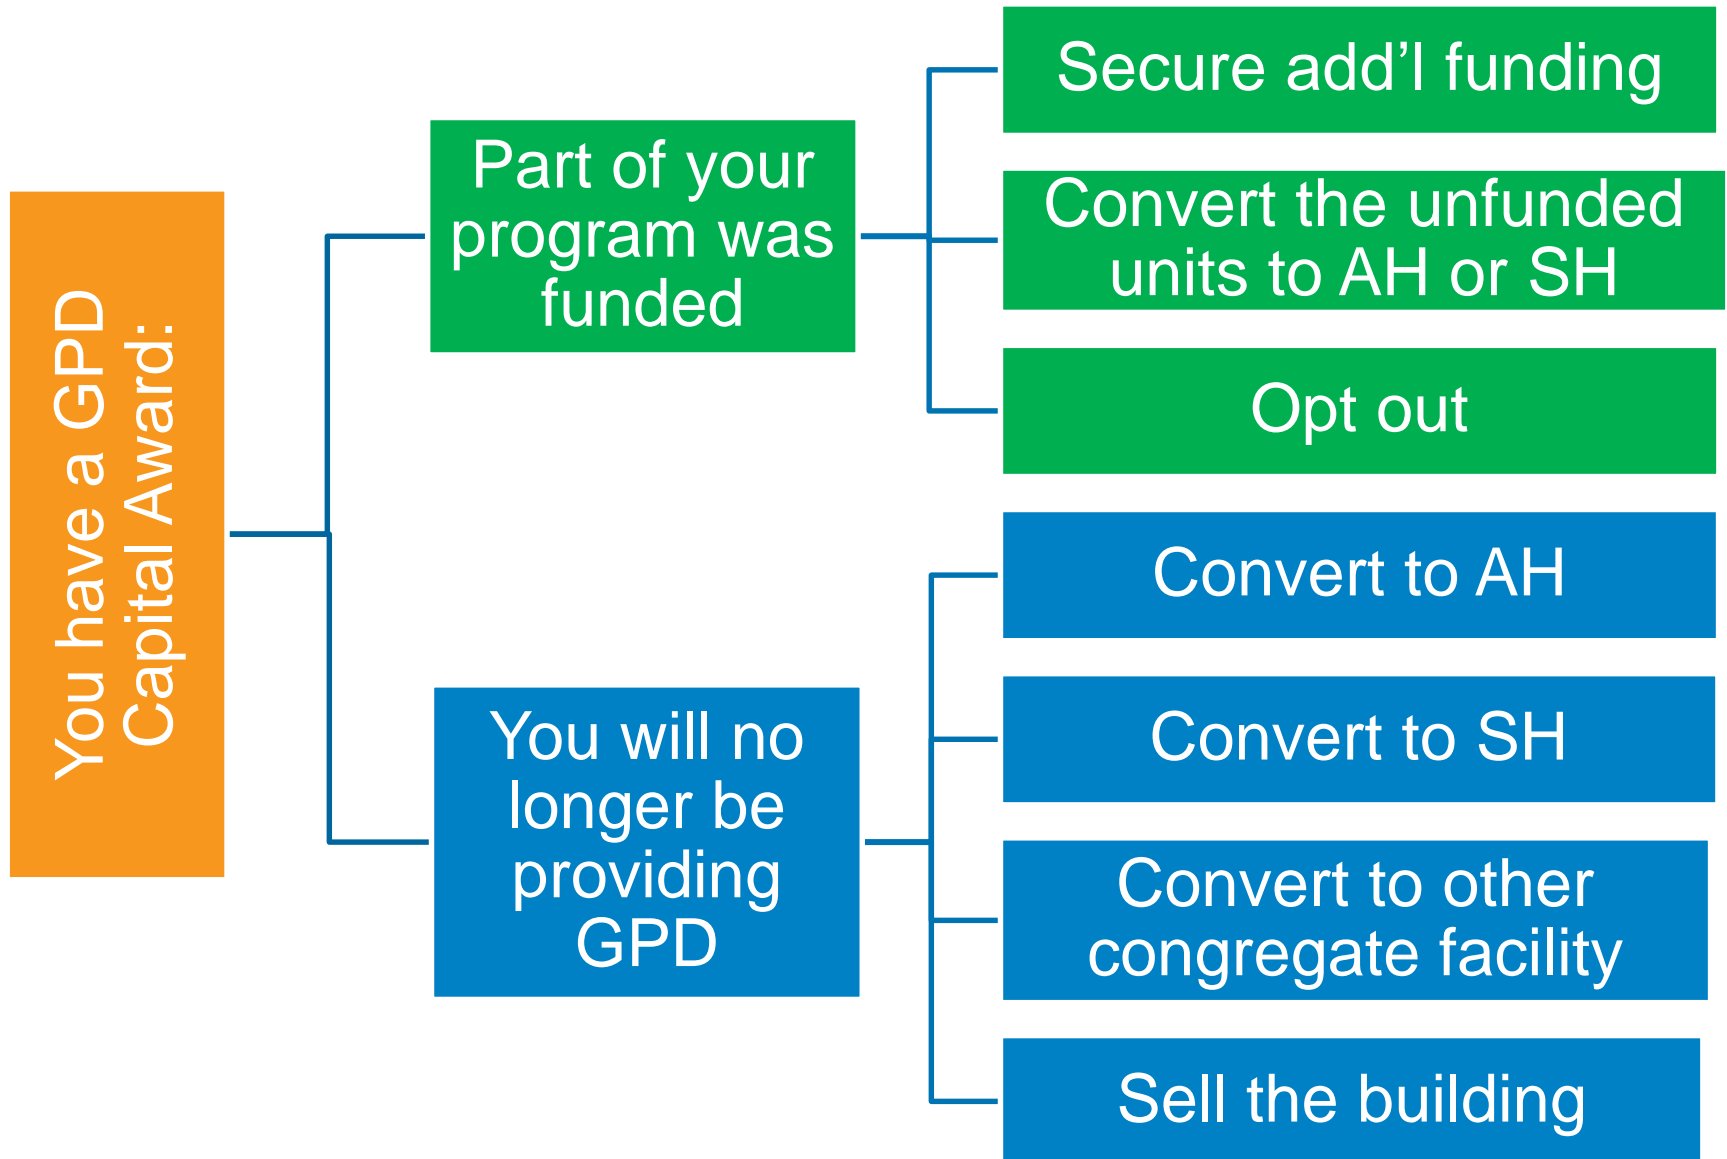 You have a GPD
Capital Award:
Part of your
program was
funded
Secure add’l funding
Convert the unfunded
units to AH or SH
Opt out
You will no
longer be
providing
GPD
Convert to AH
Convert to SH
Convert to other
congregate facility
Sell the building